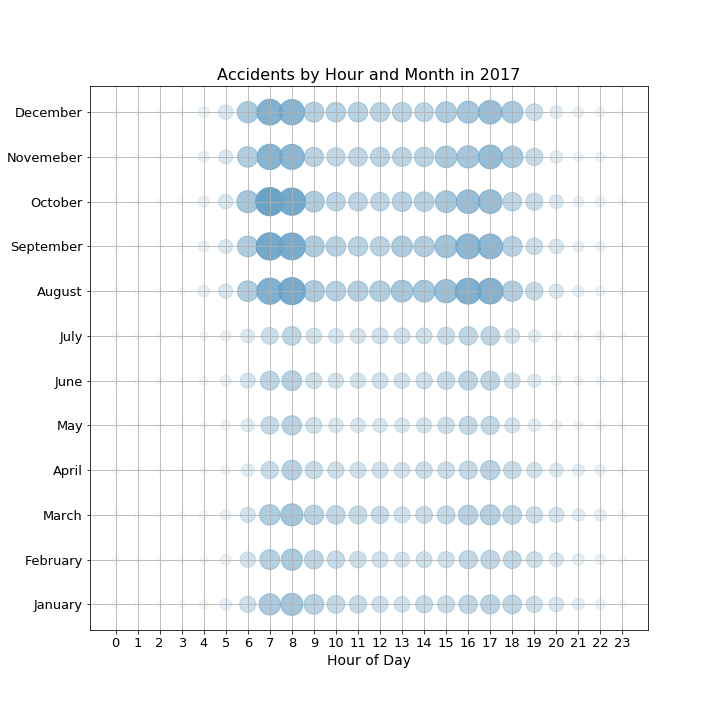 Accidents by Hour and Month in 2017
December
Novemeber
October
September
August
July
June
May
April
March
February
January
0 1 2 3 4 5 6 7 8 9 10 11 12 13 14 15 16 17 18 19 20 21 22 23
Hour of Day